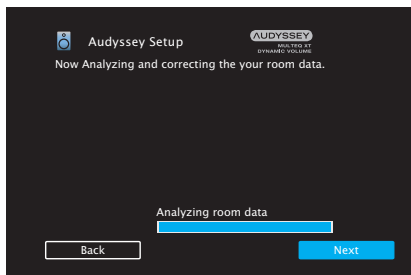 Audyssey Setup
AUDYSSEY
MULTEQ XT
DYNAMIC VOLUME
Now Analyzing and correcting the your room data.
Analyzing room data
Back
Next